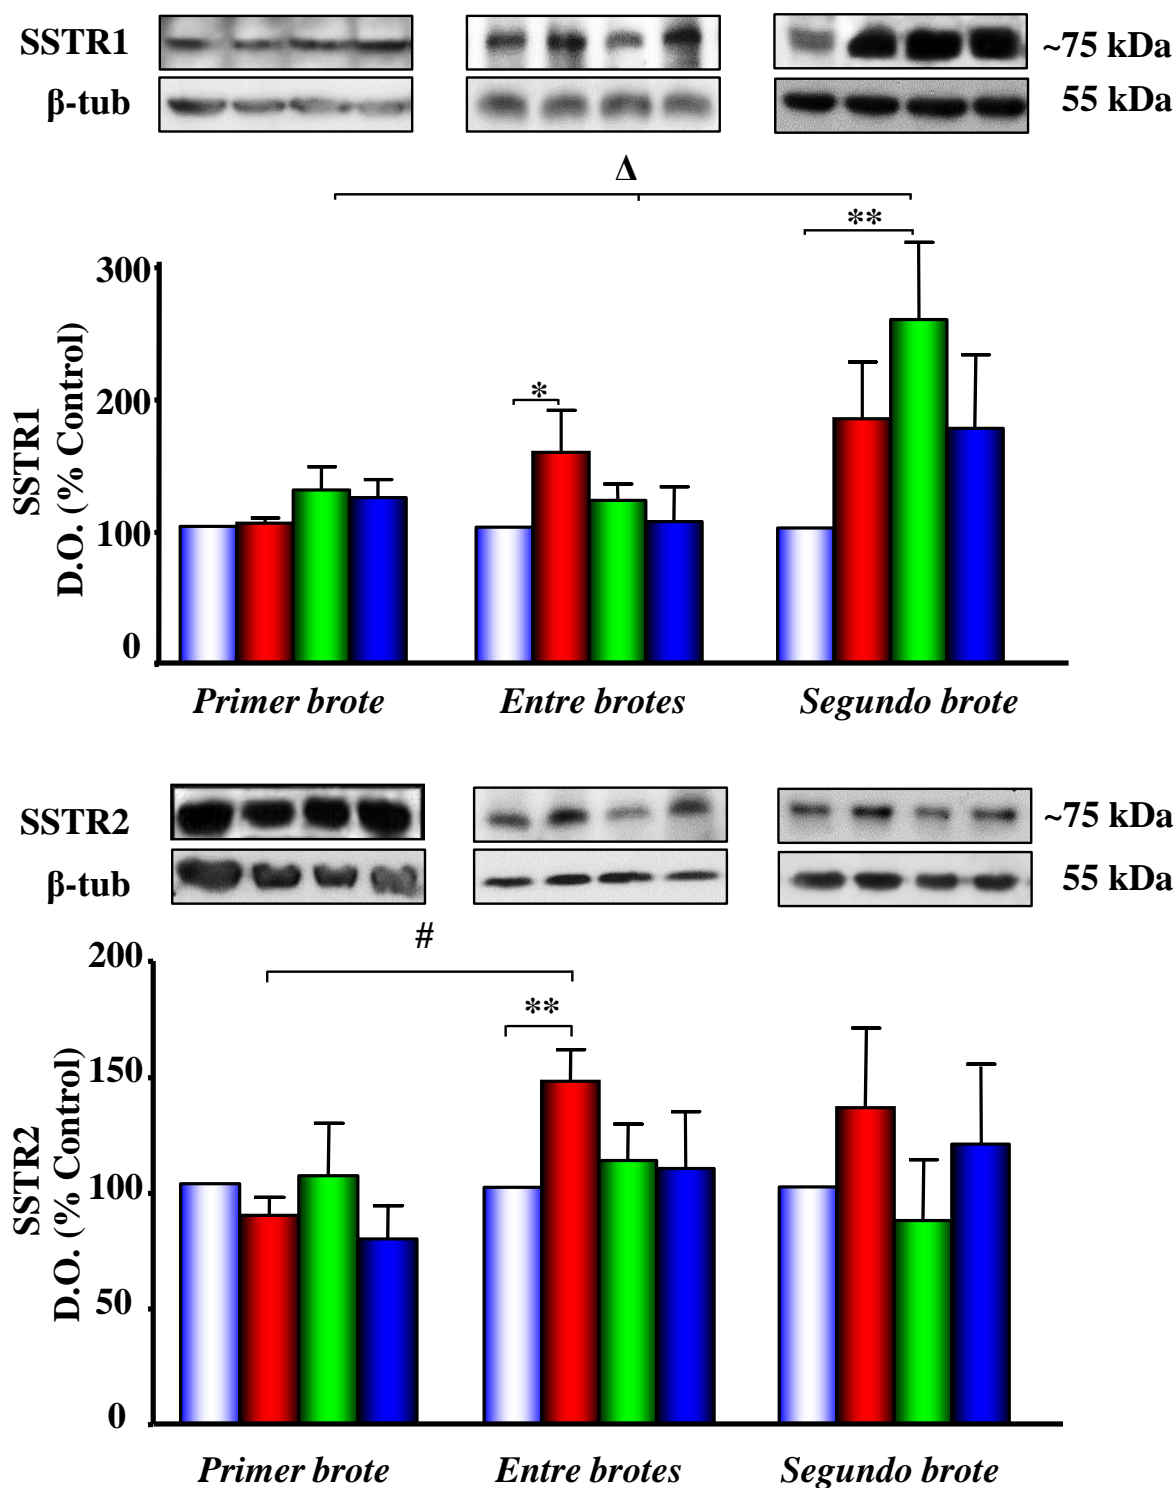 SSTR1
~75 kDa
β-tub
55 kDa
Δ
**
*
300
200
100
0
SSTR1
D.O. (% Control)
Primer brote
Entre brotes
Segundo brote
SSTR2
~75 kDa
β-tub
55 kDa
#
**
200
150
100
50
0
SSTR2
D.O. (% Control)
Primer brote
Entre brotes
Segundo brote